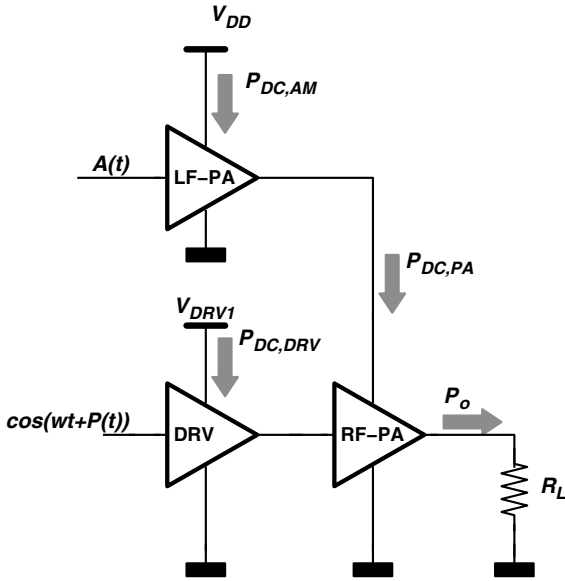 V_DD
P_DC,AM
A(t)
LF-PA
P_DC,PA
V_DRV1
P_DC,DRV
cos(wt+P(t))
DRV
RF-PA
P_o
R_L